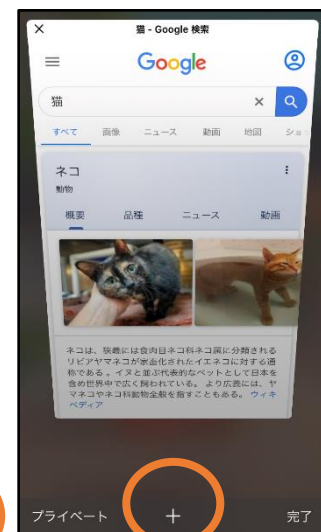 猫 - Google 検索
Google
猫
すべて 画像 ニュース 動画 地図 ショ
ネコ
動物
概要 品種 ニュース 動画
ネコは、狭義には食肉目ネコ科ネコ属に分類される
リビアヤマネコが家畜化されたイエネコに対する通
称である。イヌと並ぶ代表的なペットとして日本を
含め世界中で広く飼われている。 より広義には、ヤ
マネコやネコ科動物全般を指すこともある。 ウィキ
ペディア
プライベート 完了